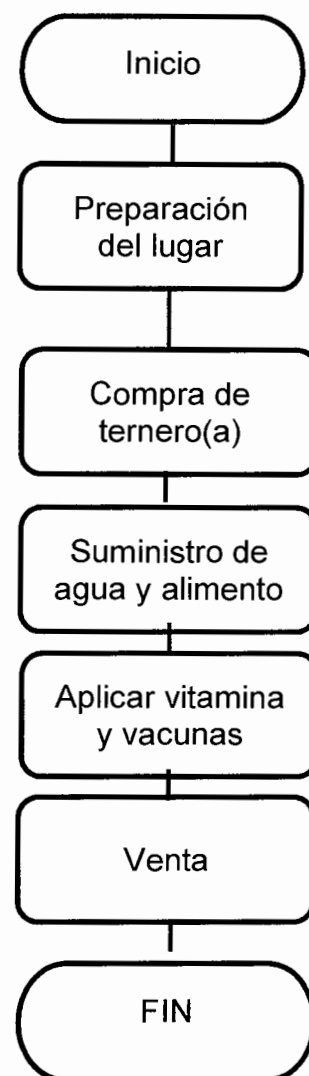 Inicio
Preparación
del lugar
Compra de
ternero(a)
Suministro de
agua y alimento
Aplicar vitamina
y vacunas
Venta
FIN